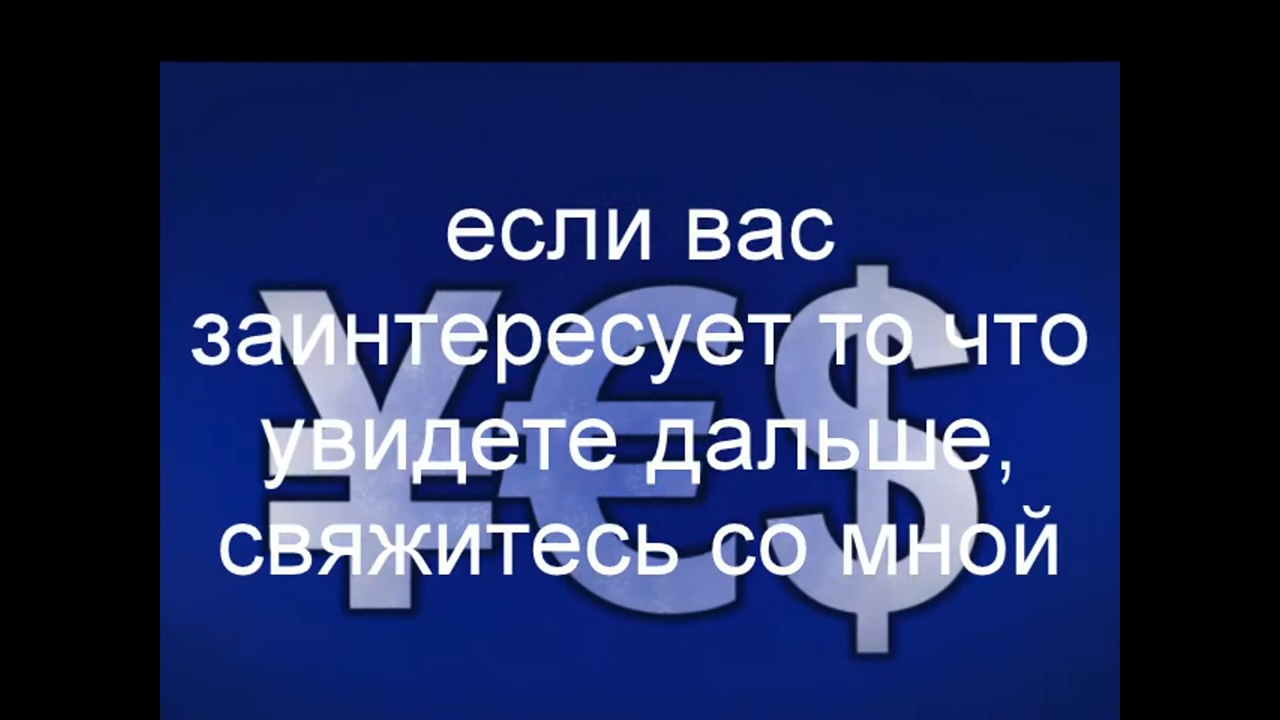 если вас
заинтересует то что
увидете дальше,
свяжитесь со мной
¥€$